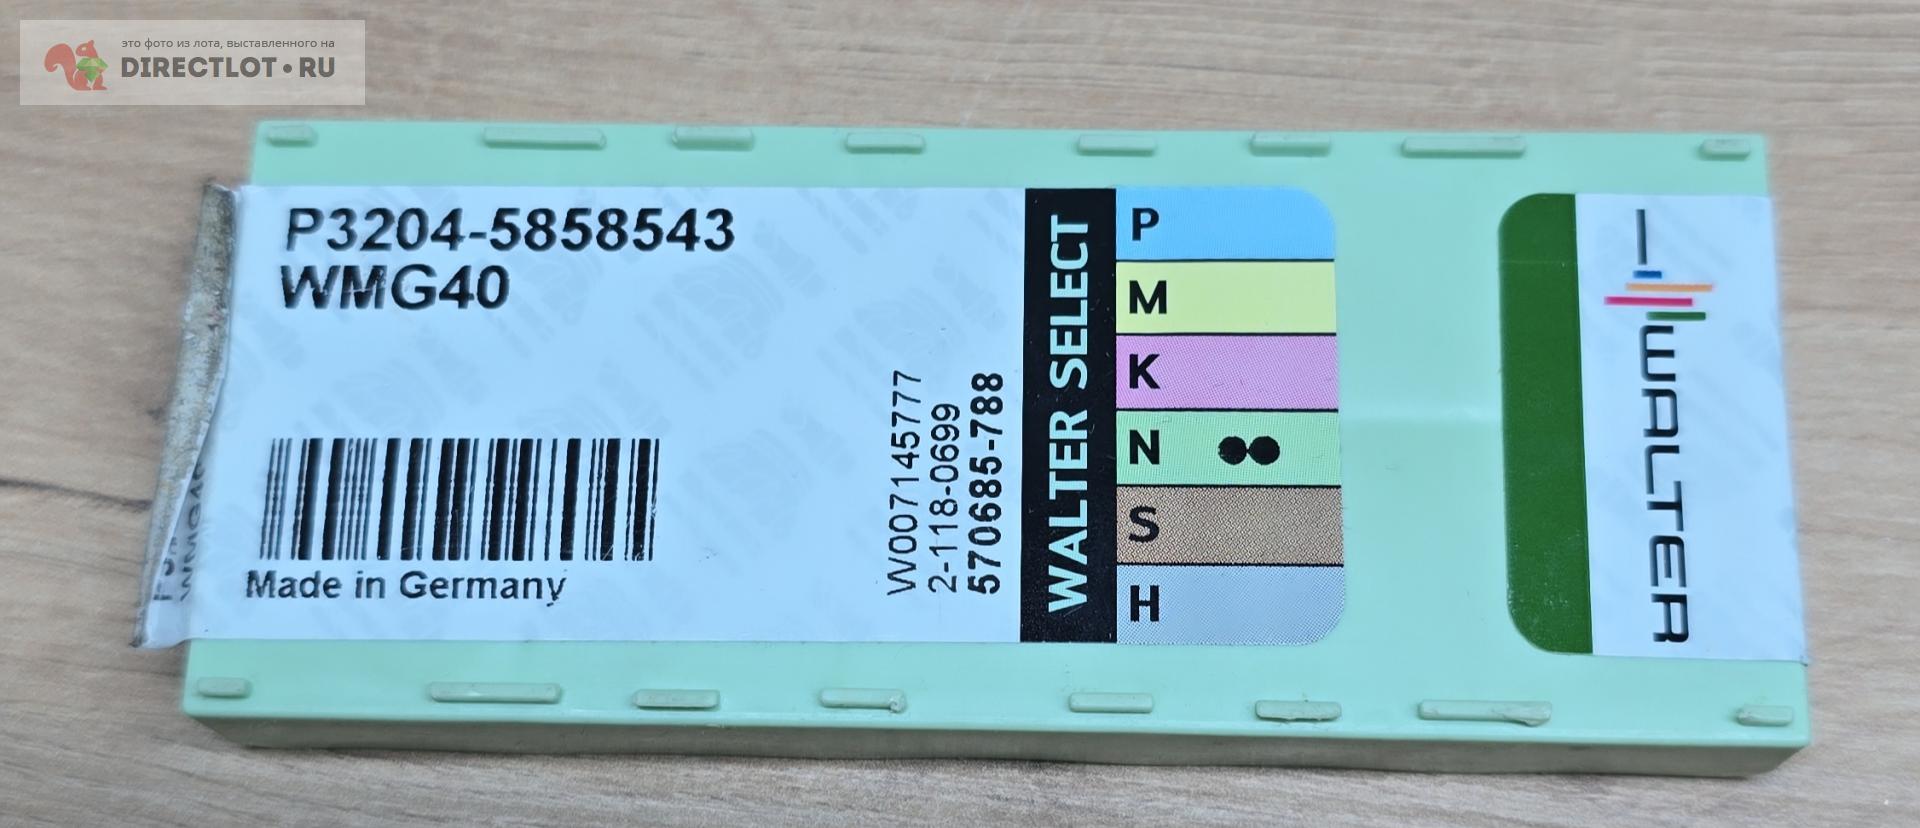 это фото из лота, выставленного на
DIRECTLOT•RU
P3204-5858543
WMG40
Made in Germany
W007145777
2-118-0699
570685-788
WALTER SELECT
P
M
K
N
S
H
WALTER